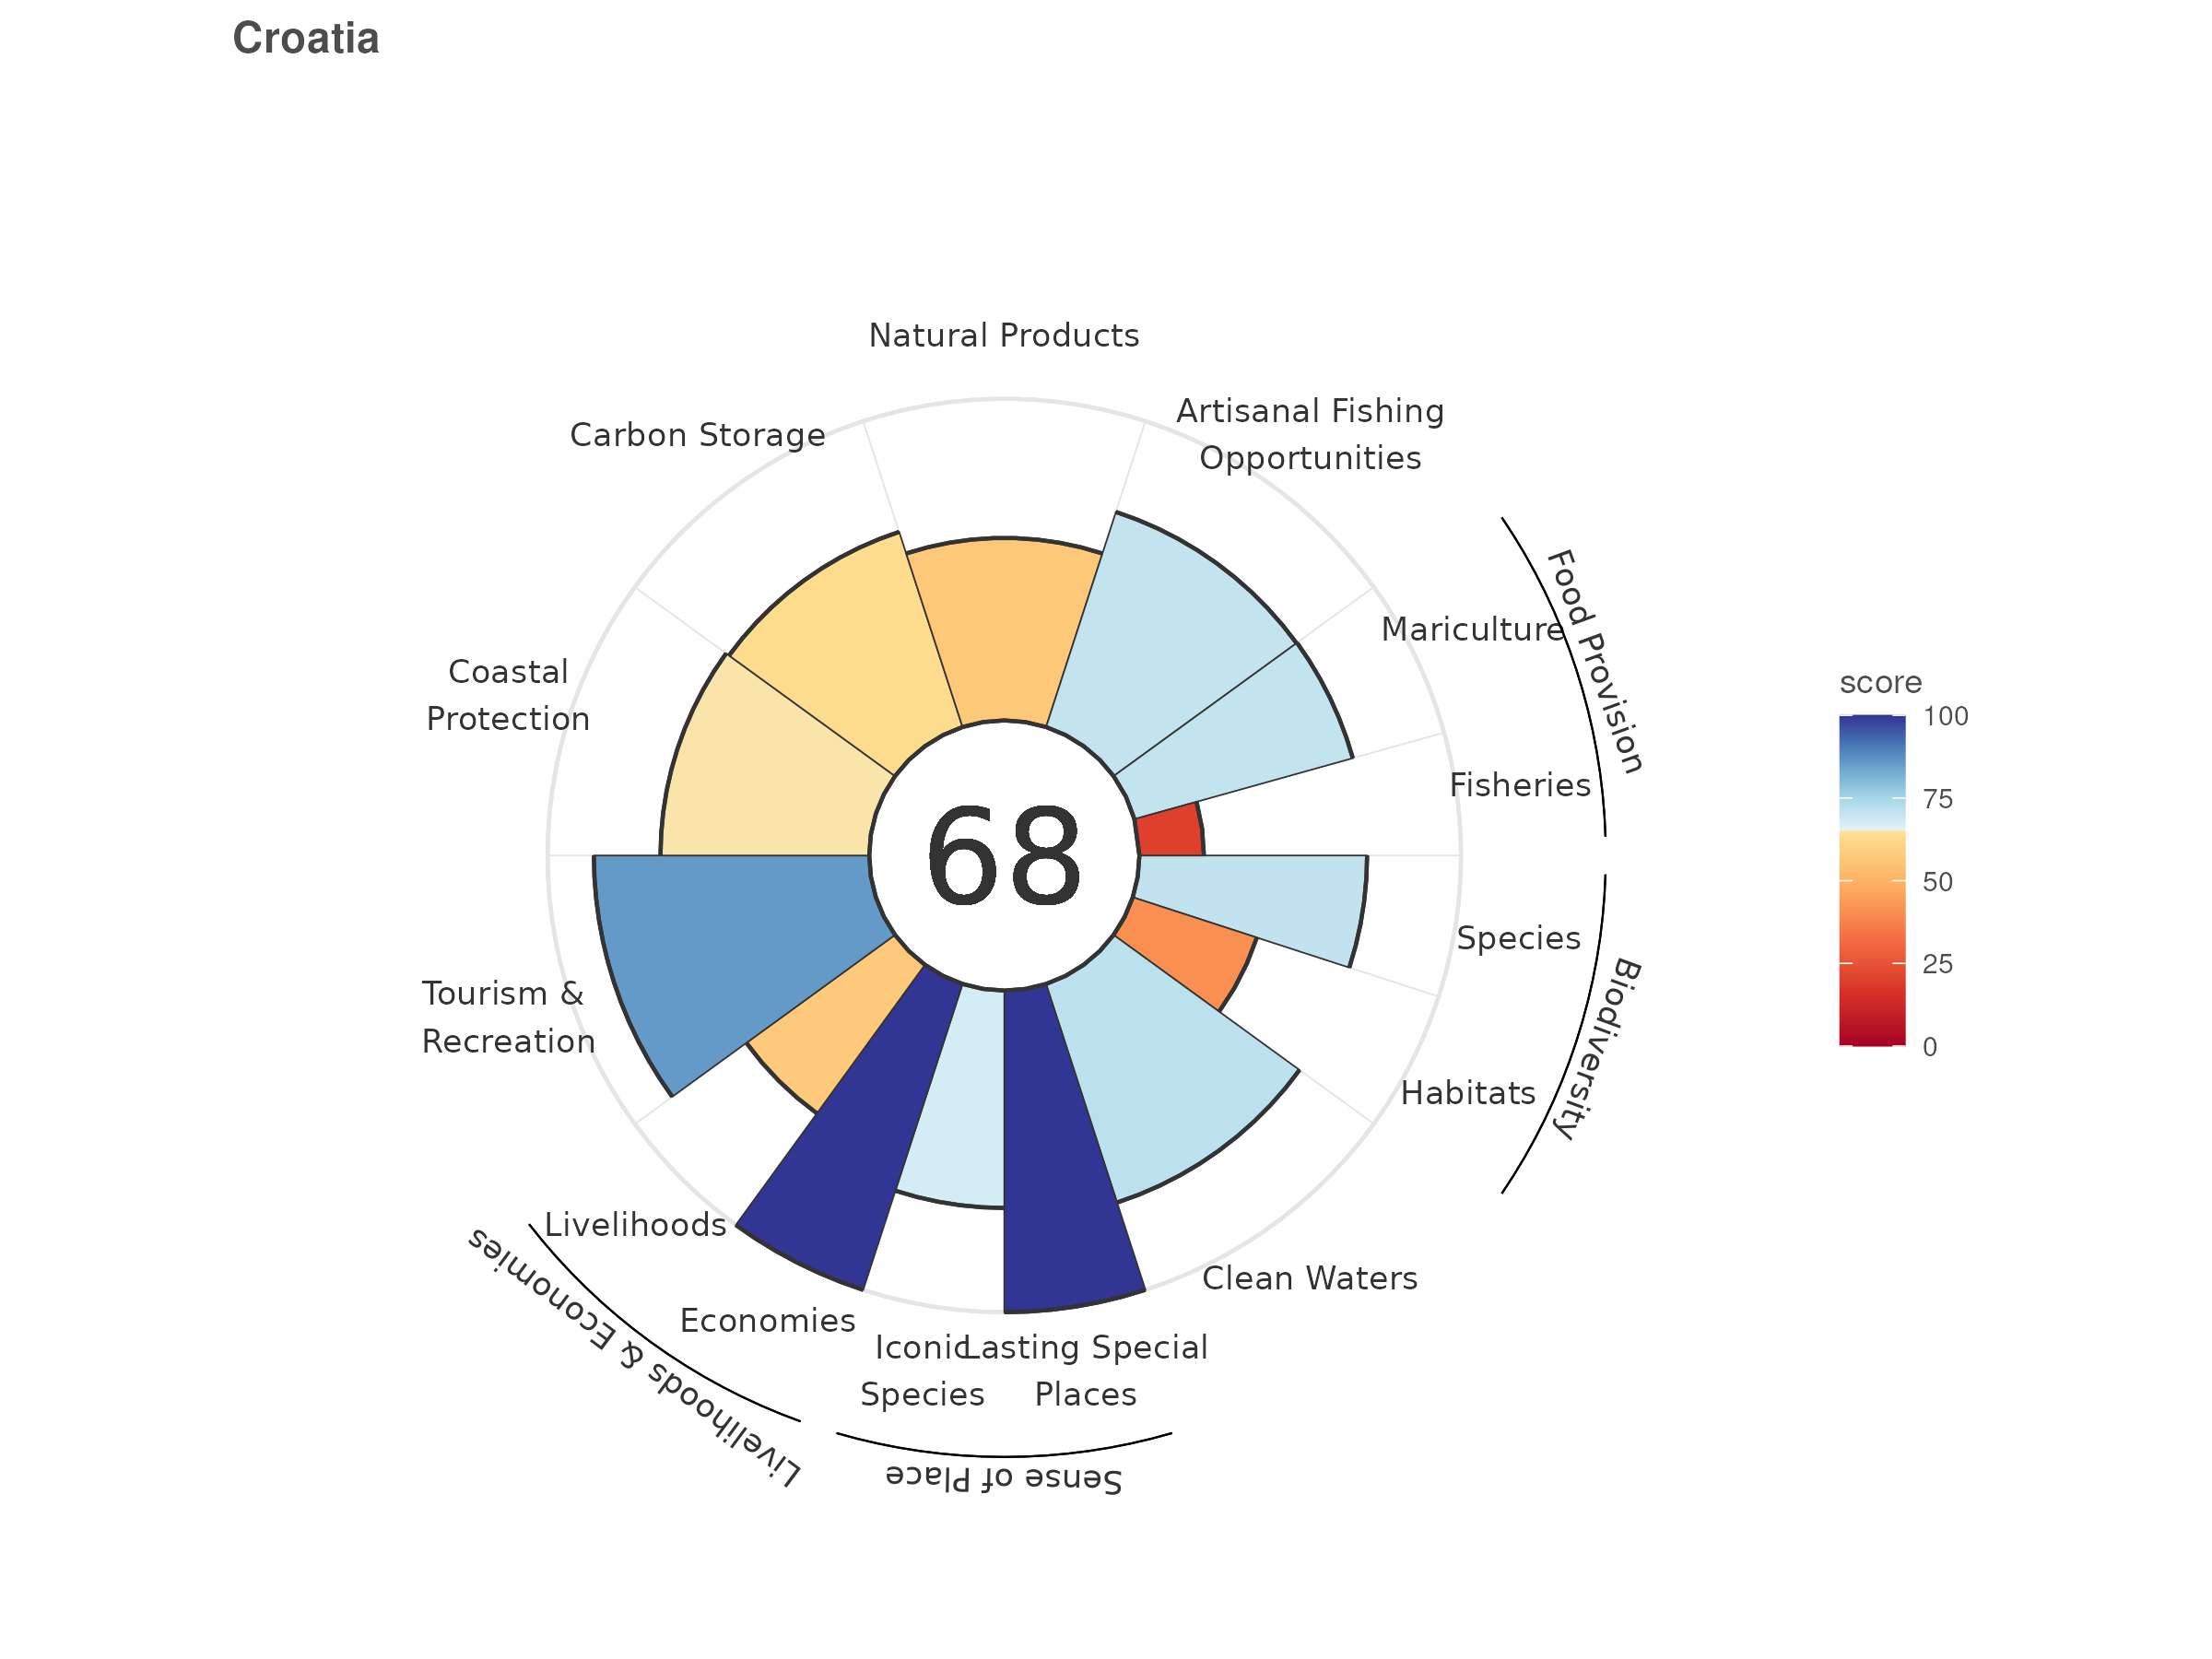 Croatia
Natural Products
Artisanal Fishing
Opportunities
Carbon Storage
Mariculture
Food Provision
Coastal
Protection
Fisheries
68
score
100
75
50
25
0
Species
Biodiversity
Habitats
Tourism &
Recreation
Livelihoods
Clean Waters
Economies
Livelihoods & Economies
Iconic
Species
Lasting Special
Places
Sense of Place